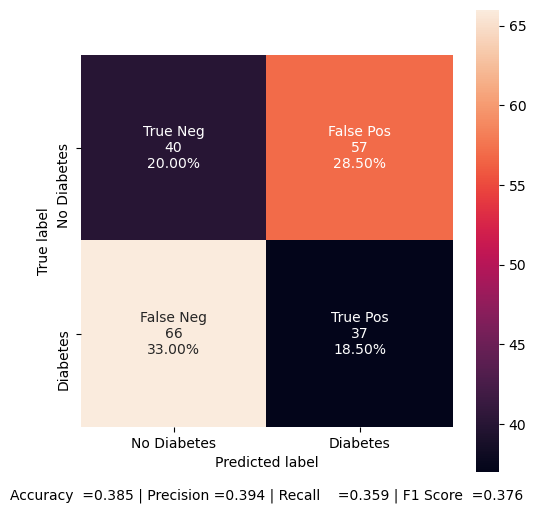 True Neg
40
20.00%
False Pos
57
28.50%
False Neg
66
33.00%
True Pos
37
18.50%
True label
No Diabetes
Diabetes
No Diabetes
Diabetes
Predicted label
65
60
55
50
45
40
Accuracy  =0.385 | Precision =0.394 | Recall    =0.359 | F1 Score  =0.376